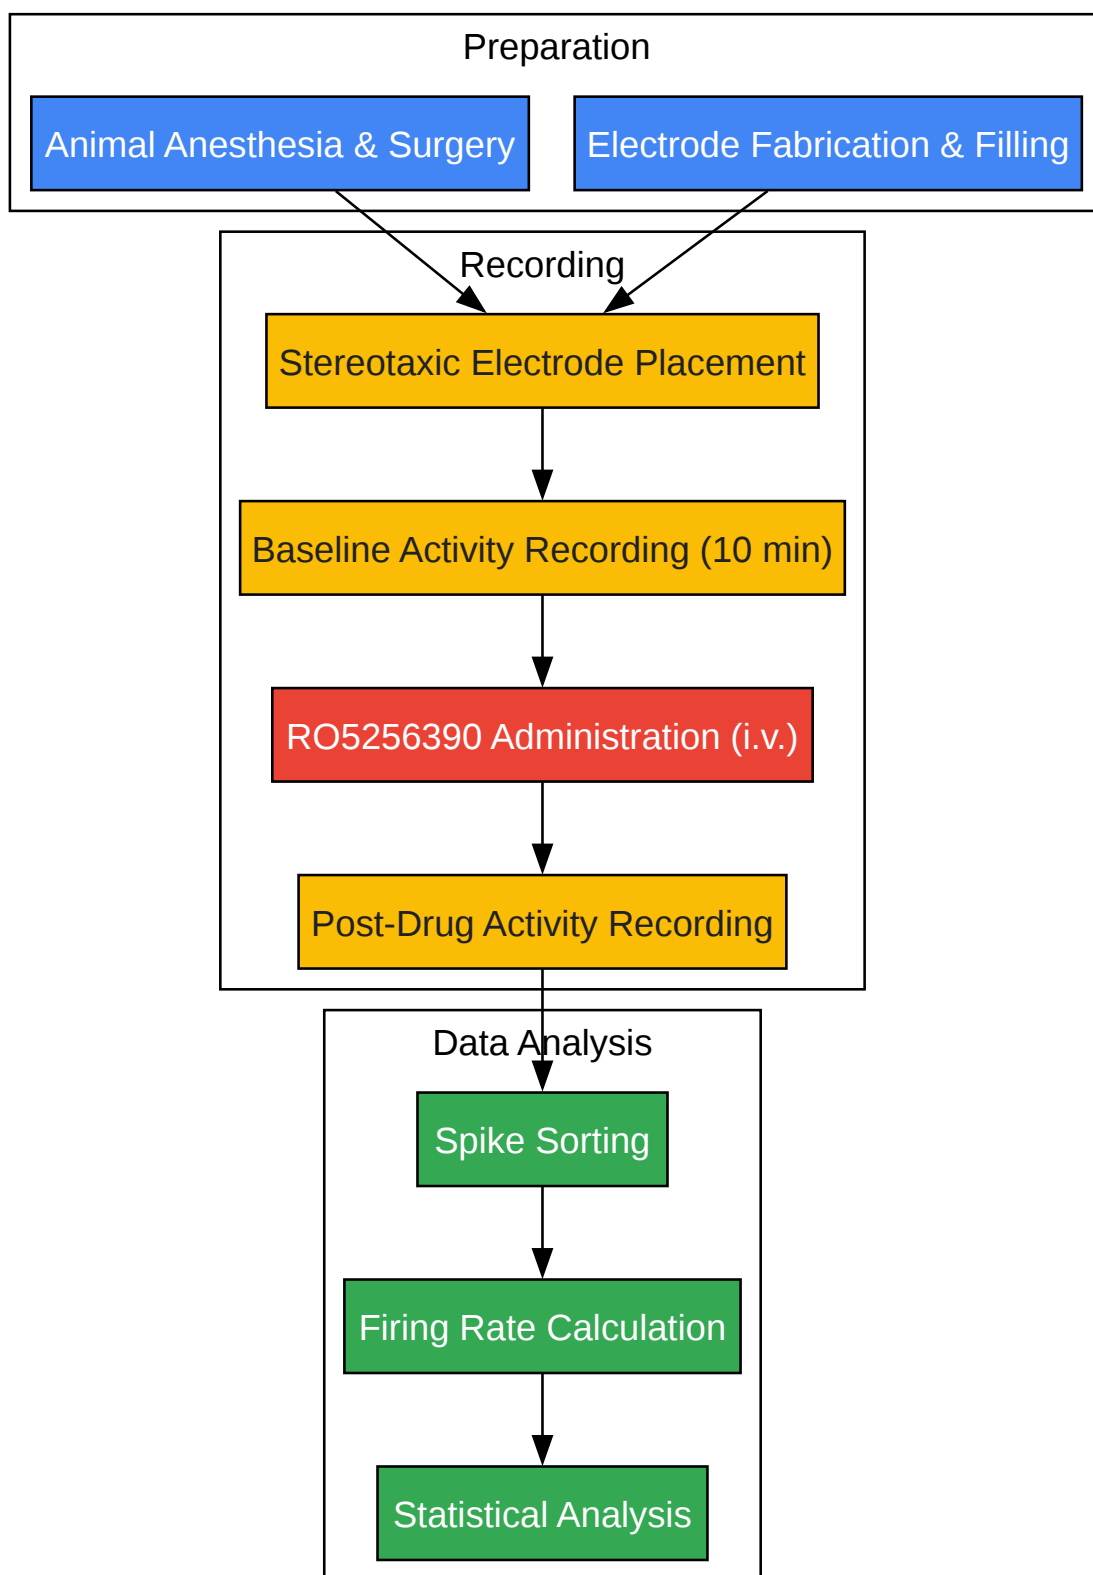 Preparation
Animal Anesthesia & Surgery
Electrode Fabrication & Filling
Recording
Stereotaxic Electrode Placement
Baseline Activity Recording (10 min)
RO5256390 Administration (i.v.)
Post-Drug Activity Recording
Data Analysis
Spike Sorting
Firing Rate Calculation
Statistical Analysis